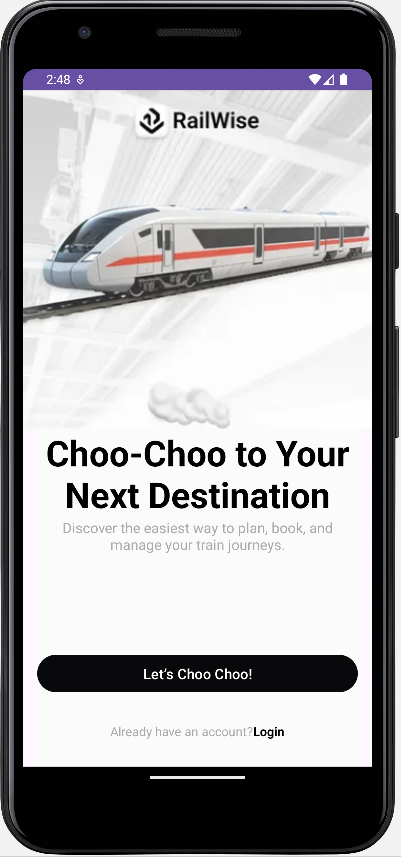 2:48
RailWise
Choo-Choo to Your
Next Destination
Discover the easiest way to plan, book, and
manage your train journeys.
Let's Choo Choo!
Already have an account?Login